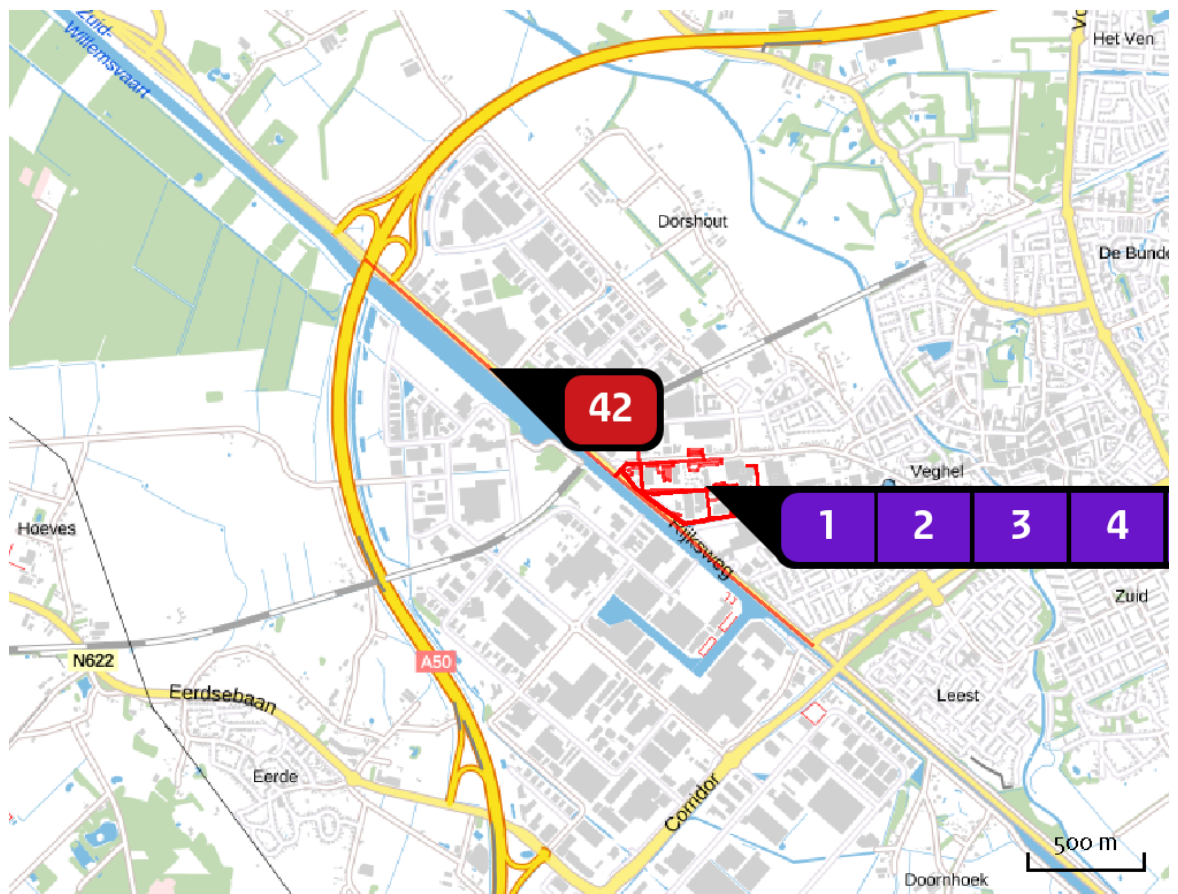 Zuid-
Willemsvaart
Het Ven
Dorshout
De Bund
42
Veghel
1 2 3 4
Hoeves
Rijksweg
Zuid
N622
A50
Eerdsebaan
Leest
Eerde
Corridor
500 m
Doornhoek